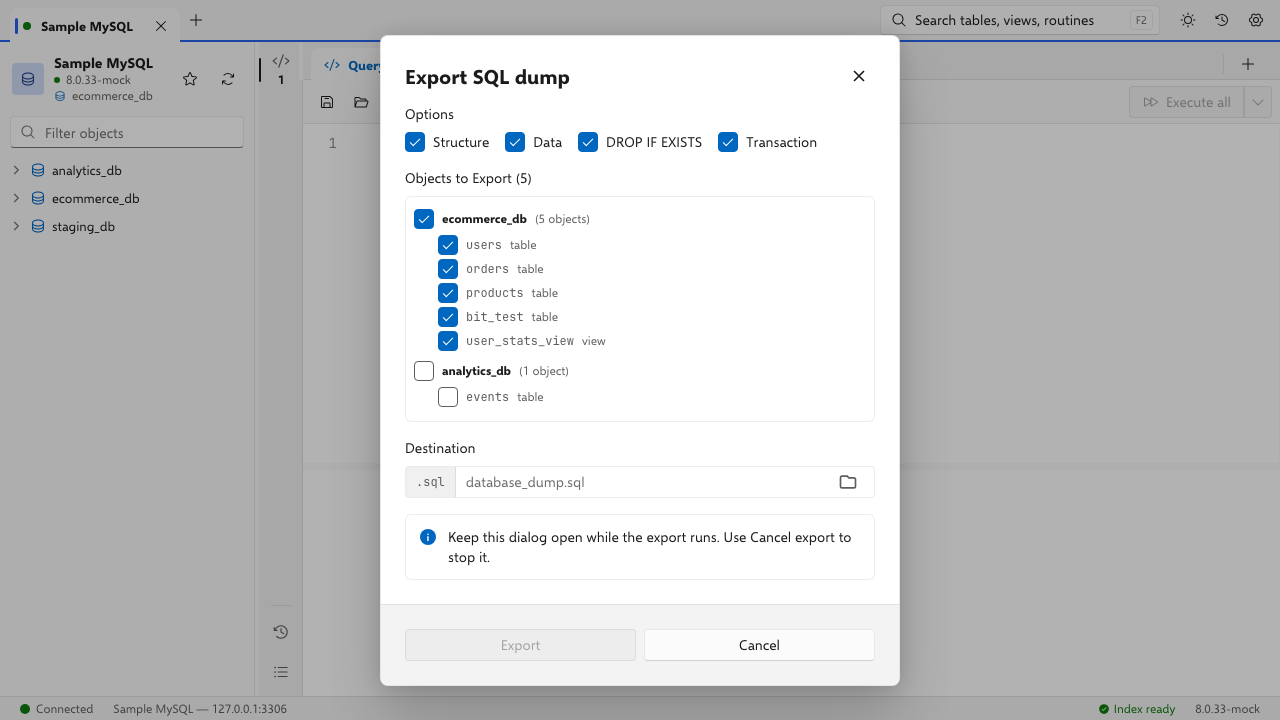 Sample MySQL
Search tables, views, routines
F2
Sample MySQL
8.0.33-mock
ecommerce_db
Filter objects
analytics_db
ecommerce_db
staging_db
1
Query
Execute all
1
Export SQL dump
Options
Structure
Data
DROP IF EXISTS
Transaction
Objects to Export (5)
ecommerce_db (5 objects)
users table
orders table
products table
bit_test table
user_stats_view view
analytics_db (1 object)
events table
Destination
.sql
database_dump.sql
Keep this dialog open while the export runs. Use Cancel export to
stop it.
Export
Cancel
Connected
Sample MySQL — 127.0.0.1:3306
Index ready
8.0.33-mock